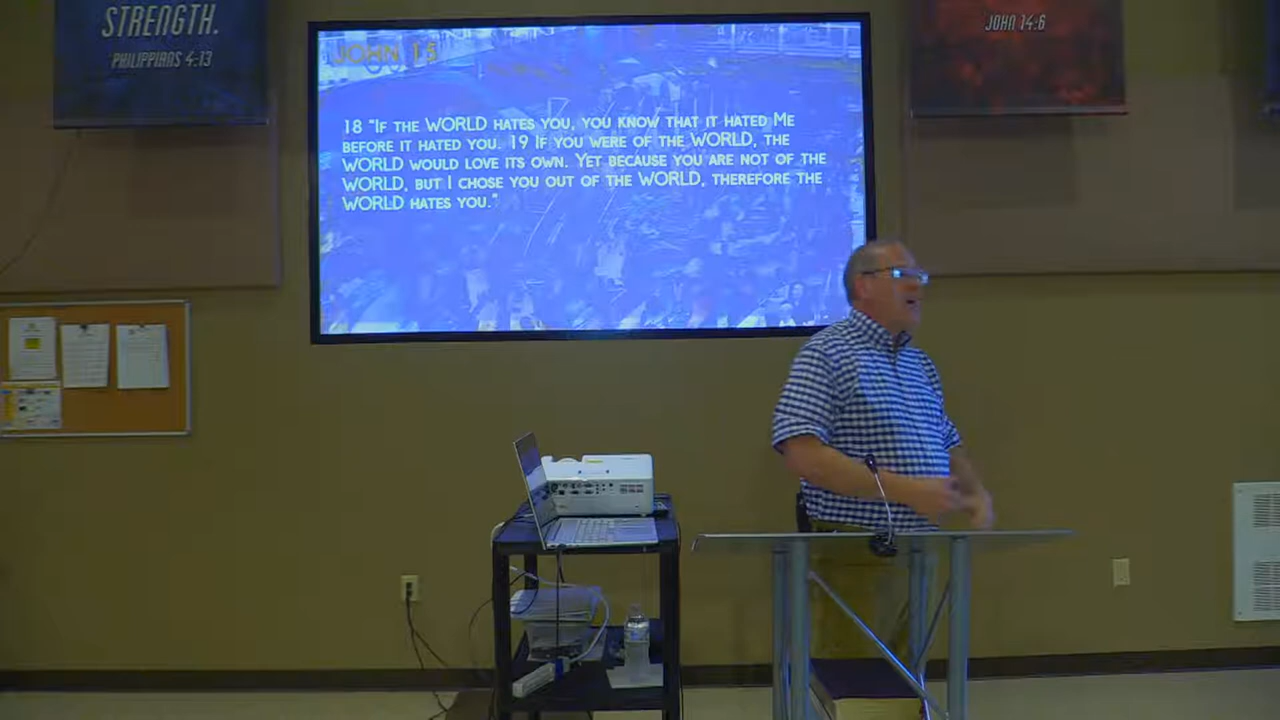 STRENGTH.
PHILIPPIANS 4:13
JOHN 14:6
JOHN 15
18 “IF THE WORLD HATES YOU, YOU KNOW THAT IT HATED ME
BEFORE IT HATED YOU. 19 IF YOU WERE OF THE WORLD, THE
WORLD WOULD LOVE ITS OWN. YET BECAUSE YOU ARE NOT OF THE
WORLD, BUT I CHOSE YOU OUT OF THE WORLD, THEREFORE THE
WORLD HATES YOU.”